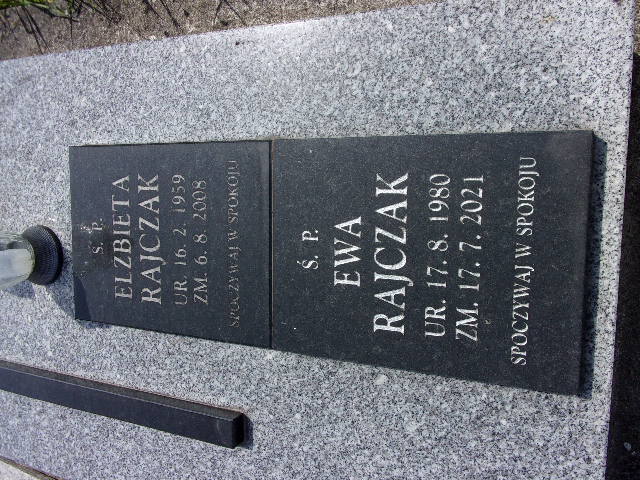 Ś. P.
ELŻBIETA
RAJCZAK
UR. 16. 2. 1959
ZM. 6. 8. 2008
SPOCZYWAJ W SPOKOJU
Ś. P.
EWA
RAJCZAK
UR. 17. 8. 1980
ZM. 17. 7. 2021
SPOCZYWAJ W SPOKOJU